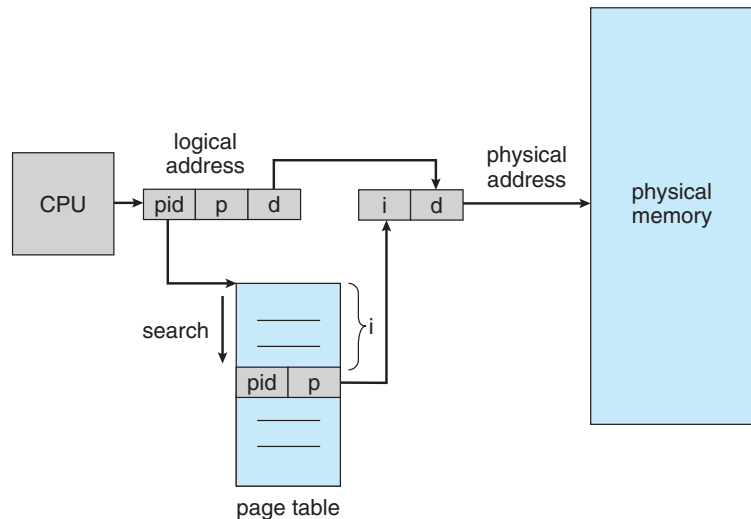 logical
address
physical
address
CPU
pid p d
i d
physical
memory
search
i
pid p
page table